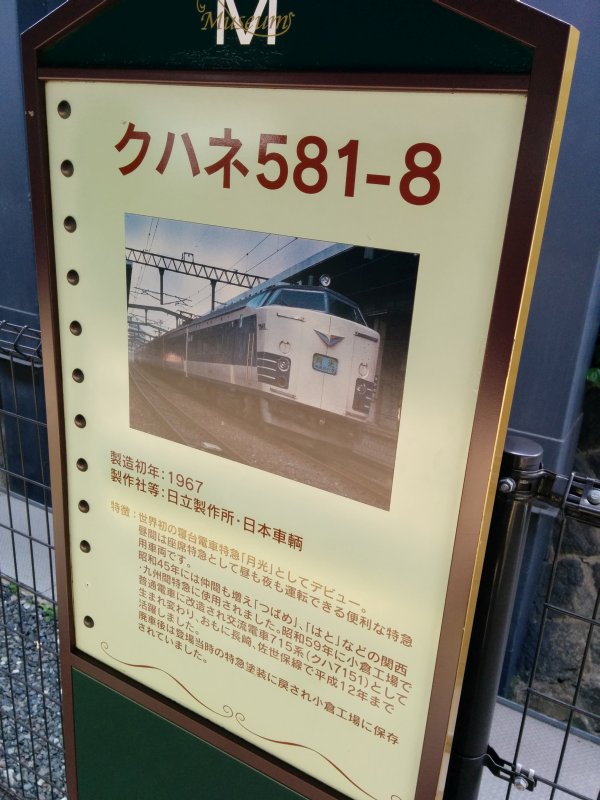 M
Museum
クハネ581-8
製造初年：1967
製作社等：日立製作所・日本車輌
特徴：世界初の寝台電車特急「月光」としてデビュー。
昼間は座席特急として昼も夜も運転できる便利な特急
用車両です。
昭和45年には仲間も増え「つばめ」、「はと」などの関西
・九州間特急に使用されました。昭和59年に小倉工場で
普通電車に改造され交流電車715系（クハ7151）として
生まれ変わり、おもに長崎、佐世保線で平成12年まで
活躍しました。
廃車後は登場当時の特急塗装に戻され小倉工場に保存
されていました。